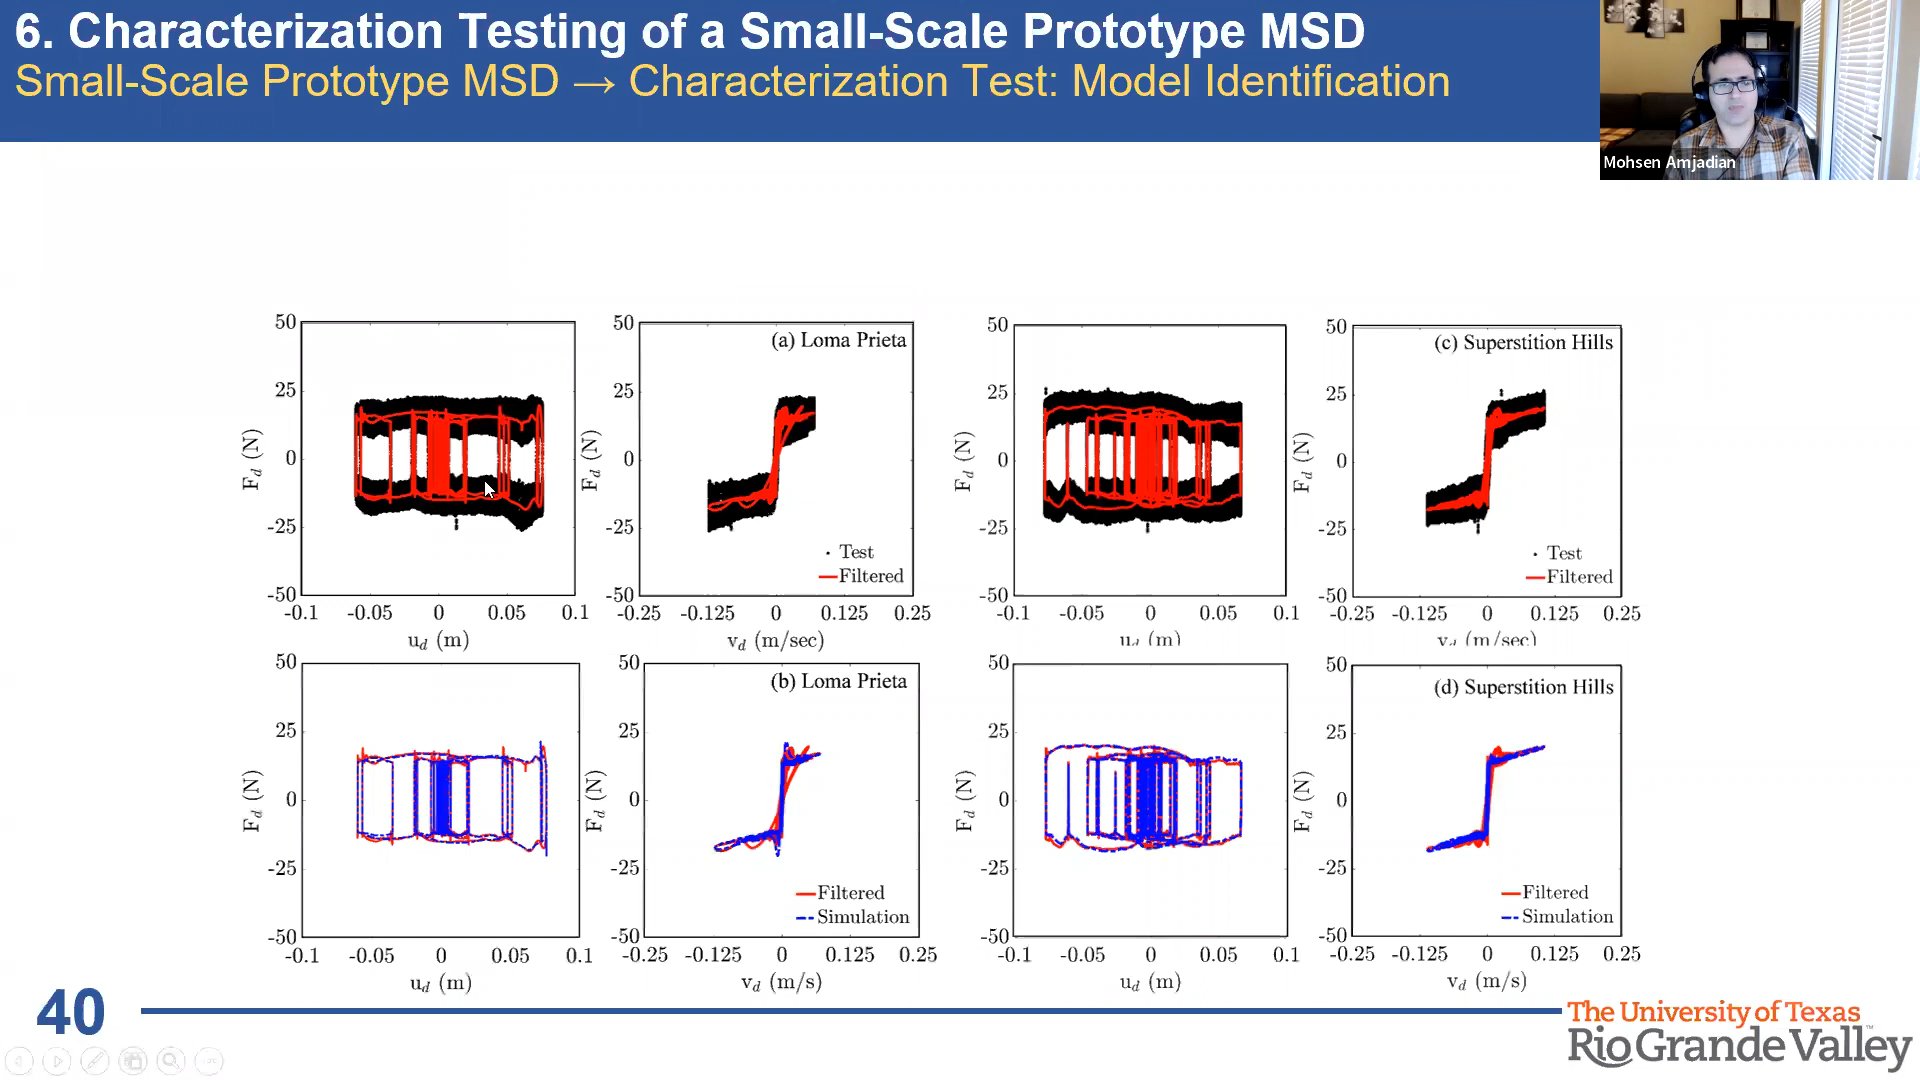 6. Characterization Testing of a Small-Scale Prototype MSD
Small-Scale Prototype MSD → Characterization Test: Model Identification
Mohsen Amjadian
50
25
0
-25
-50
F_d (N)
-0.1 -0.05 0 0.05 0.1
u_d (m)
50
25
0
-25
-50
F_d (N)
(a) Loma Prieta
Test
Filtered
-0.25 -0.125 0 0.125 0.25
v_d (m/sec)
50
25
0
-25
-50
F_d (N)
-0.1 -0.05 0 0.05 0.1
u_d (m)
50
25
0
-25
-50
F_d (N)
(c) Superstition Hills
Test
Filtered
-0.25 -0.125 0 0.125 0.25
v_d (m/sec)
50
25
0
-25
-50
F_d (N)
-0.1 -0.05 0 0.05 0.1
u_d (m)
50
25
0
-25
-50
F_d (N)
(b) Loma Prieta
Filtered
Simulation
-0.25 -0.125 0 0.125 0.25
v_d (m/s)
50
25
0
-25
-50
F_d (N)
-0.1 -0.05 0 0.05 0.1
u_d (m)
50
25
0
-25
-50
F_d (N)
(d) Superstition Hills
Filtered
Simulation
-0.25 -0.125 0 0.125 0.25
v_d (m/s)
40
The University of Texas
RioGrandeValley